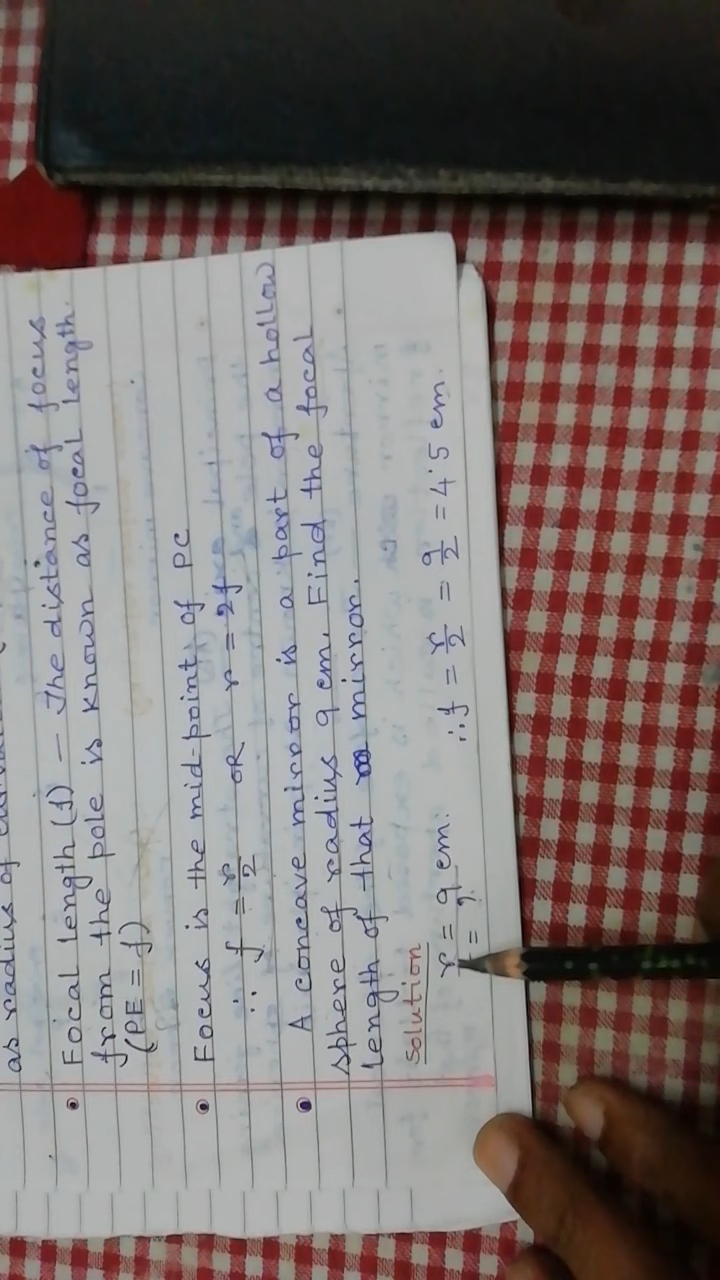 as radius of
Focal length (f) – The distance of focus
from the pole is known as focal length.
(PE = f)
Focus is the mid-point of PC
∴ f = r/2 OR r = 2f
A concave mirror is a part of a hollow
sphere of radius 9 cm. Find the focal
length of that mirror.
Solution
r = 9 cm. ∴ f = r/2 = 9/2 = 4.5 cm.
= ?